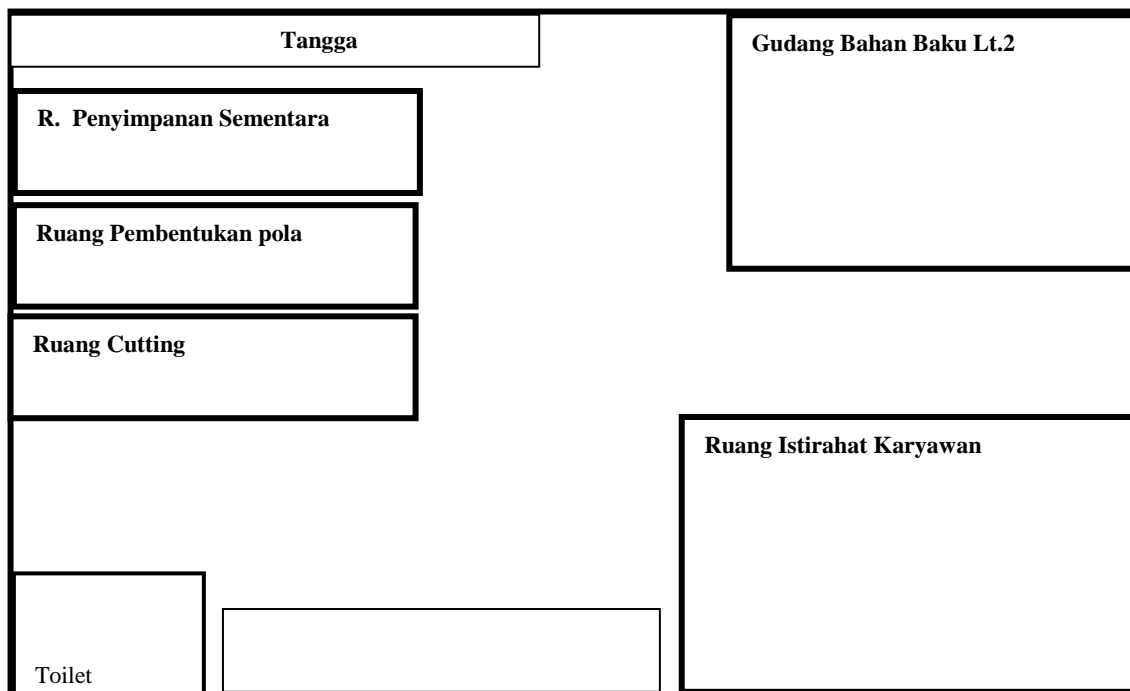 Tangga
Gudang Bahan Baku Lt.2
R. Penyimpanan Sementara
Ruang Pembentukan pola
Ruang Cutting
Ruang Istirahat Karyawan
Toilet